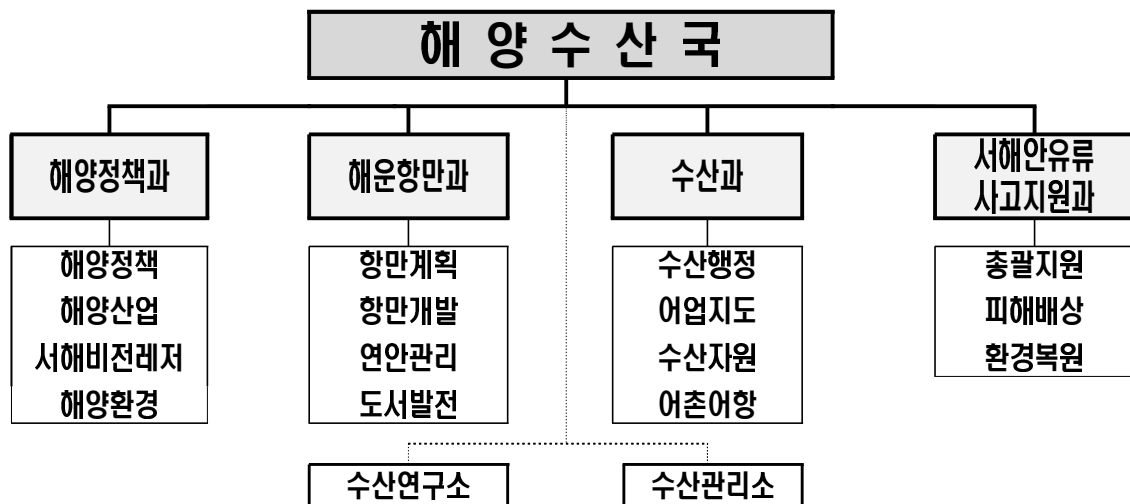 해 양 수 산 국
해양정책과
해운항만과
수산과
서해안유류
사고지원과
해양정책
해양산업
서해비전레저
해양환경
항만계획
항만개발
연안관리
도서발전
수산행정
어업지도
수산자원
어촌어항
총괄지원
피해배상
환경복원
수산연구소
수산관리소